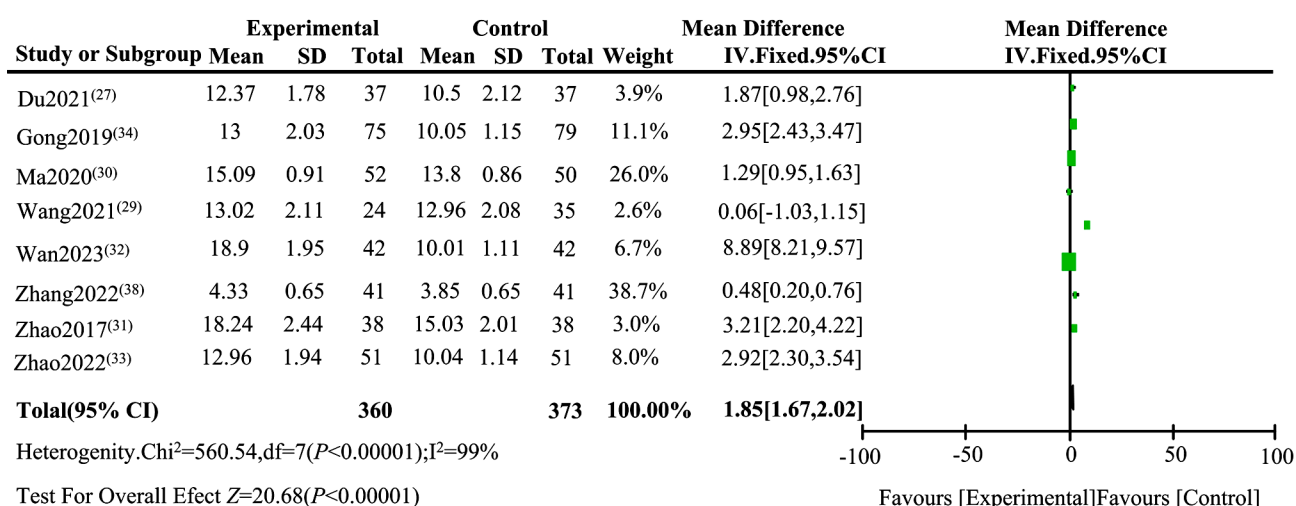 Experimental Control Mean Difference Mean Difference
Study or Subgroup Mean SD Total Mean SD Total Weight IV.Fixed.95%CI IV.Fixed.95%CI
Du2021(27) 12.37 1.78 37 10.5 2.12 37 3.9% 1.87[0.98,2.76]
Gong2019(34) 13 2.03 75 10.05 1.15 79 11.1% 2.95[2.43,3.47]
Ma2020(30) 15.09 0.91 52 13.8 0.86 50 26.0% 1.29[0.95,1.63]
Wang2021(29) 13.02 2.11 24 12.96 2.08 35 2.6% 0.06[-1.03,1.15]
Wan2023(32) 18.9 1.95 42 10.01 1.11 42 6.7% 8.89[8.21,9.57]
Zhang2022(38) 4.33 0.65 41 3.85 0.65 41 38.7% 0.48[0.20,0.76]
Zhao2017(31) 18.24 2.44 38 15.03 2.01 38 3.0% 3.21[2.20,4.22]
Zhao2022(33) 12.96 1.94 51 10.04 1.14 51 8.0% 2.92[2.30,3.54]
Tolal(95% CI) 360 373 100.00% 1.85[1.67,2.02]
Heterogenity.Chi²=560.54,df=7(P<0.00001);I²=99%
-100 -50 0 50 100
Test For Overall Efect Z=20.68(P<0.00001)
Favours [Experimental]Favours [Control]